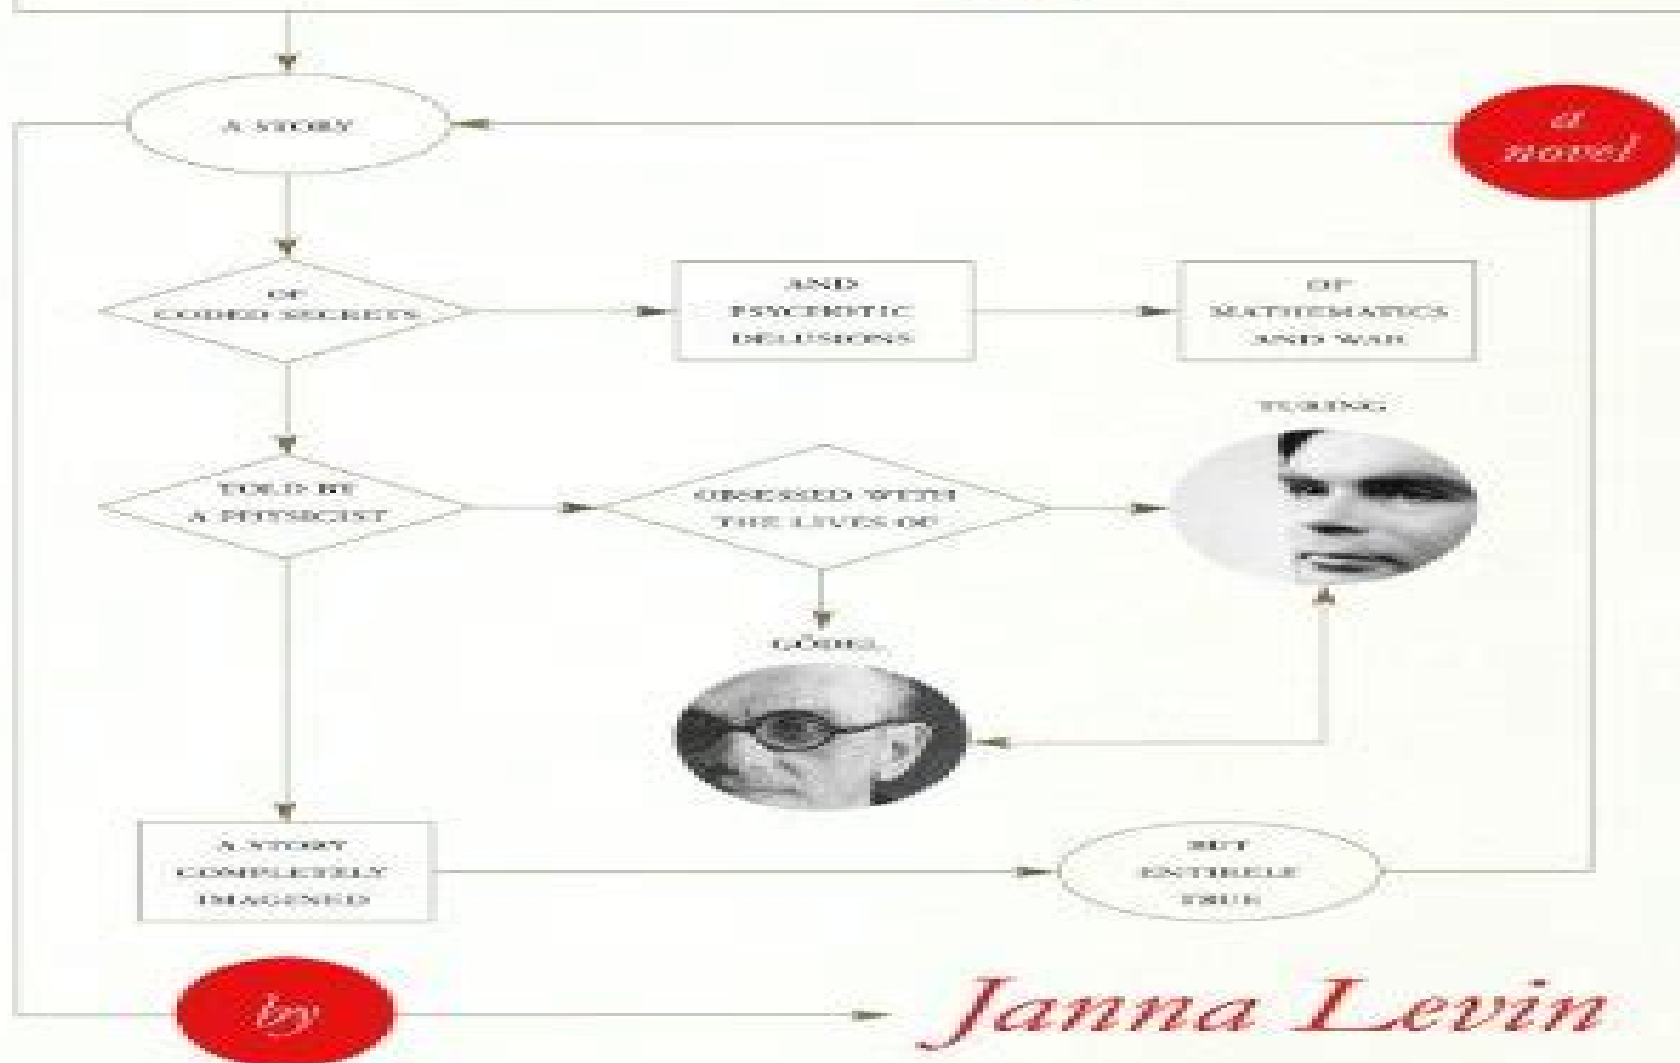 A STORY
a
novel
OF
CODED SECRETS
AND
PSYCHOTIC
DELUSIONS
OF
MATHEMATICS
AND WAR
TURING
TOLD BY
A PHYSICIST
OBSESSED WITH
THE LIVES OF
GÖDEL
A STORY
COMPLETELY
IMAGINED
BUT
ENTIRELY
TRUE
by
Janna Levin